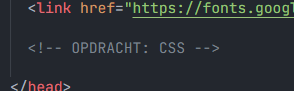 <link href="https://fonts.googl
<!-- OPDRACHT: CSS -->
</head>